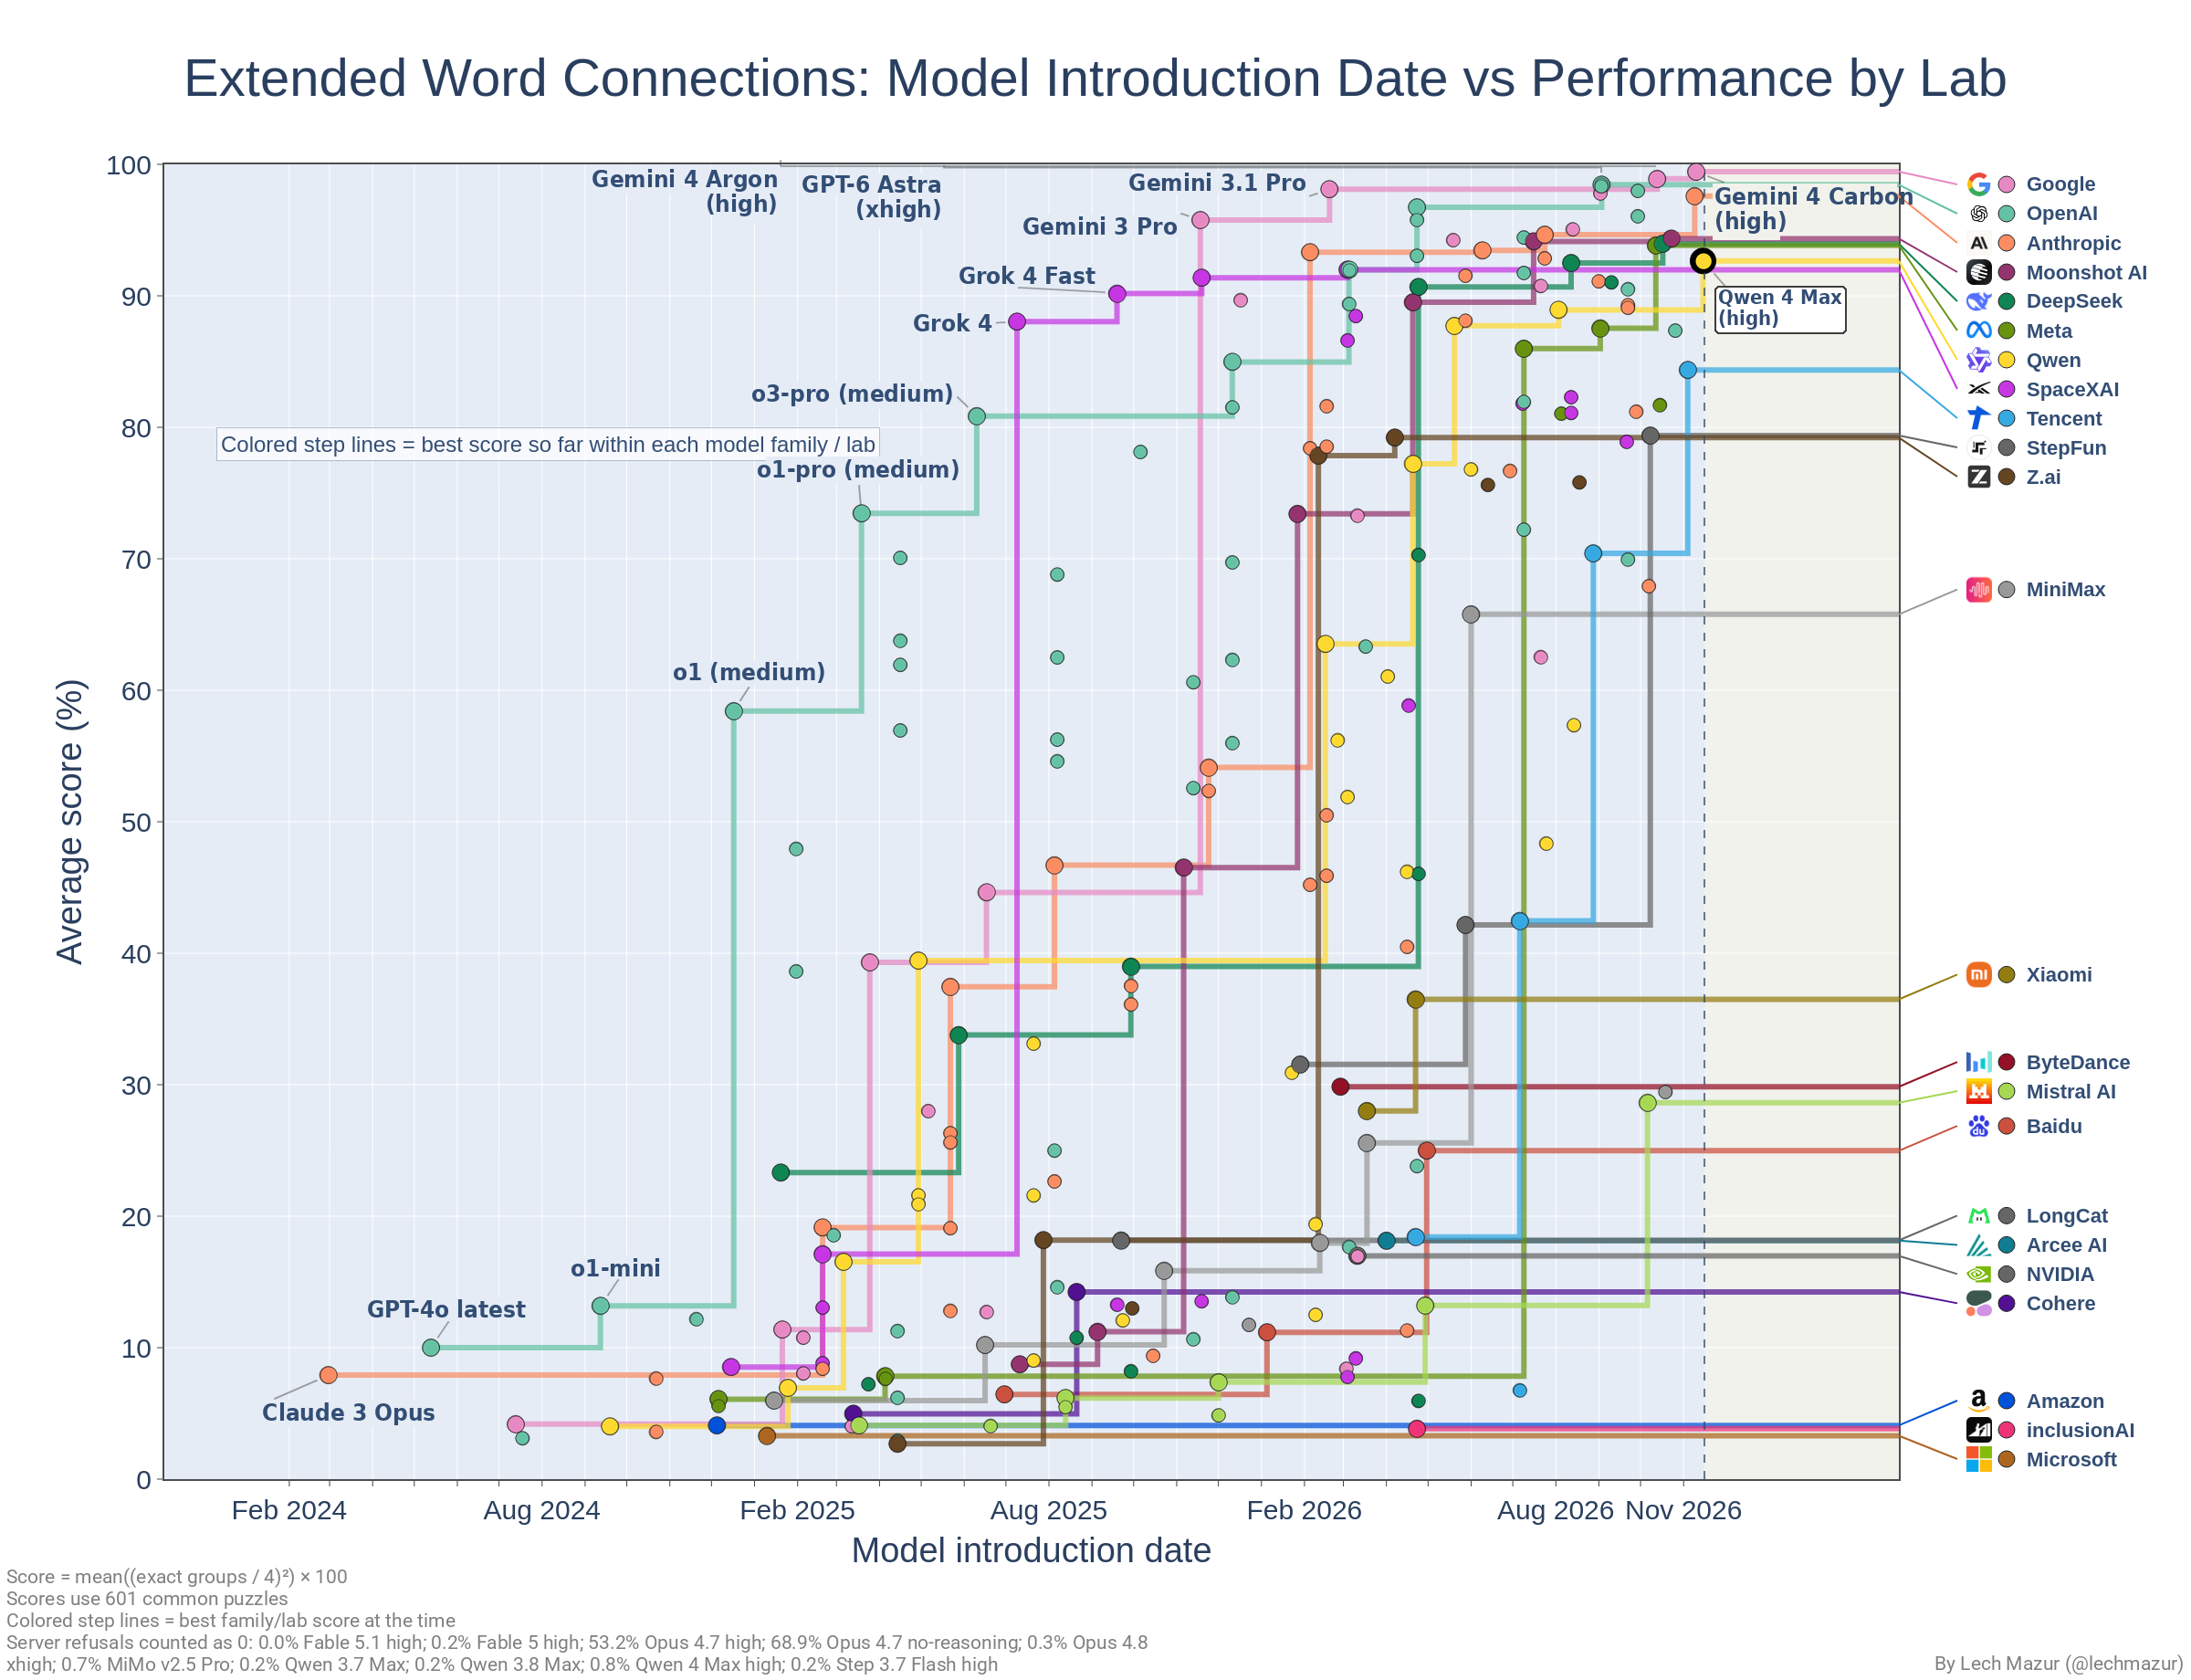 Extended Word Connections: Model Introduction Date vs Performance by Lab
Average score (%)
100
90
80
70
60
50
40
30
20
10
0
Gemini 4 Argon
(high)
GPT-6 Astra
(xhigh)
Gemini 3.1 Pro
Gemini 3 Pro
Gemini 4 Carbon
(high)
Grok 4 Fast
Grok 4
Qwen 4 Max
(high)
o3-pro (medium)
Colored step lines = best score so far within each model family / lab
o1-pro (medium)
o1 (medium)
o1-mini
GPT-4o latest
Claude 3 Opus
Google
OpenAI
Anthropic
Moonshot AI
DeepSeek
Meta
Qwen
SpaceXAI
Tencent
StepFun
Z.ai
MiniMax
Xiaomi
ByteDance
Mistral AI
Baidu
LongCat
Arcee AI
NVIDIA
Cohere
Amazon
inclusionAI
Microsoft
Feb 2024
Aug 2024
Feb 2025
Aug 2025
Feb 2026
Aug 2026
Nov 2026
Model introduction date
Score = mean((exact groups / 4)²) × 100
Scores use 601 common puzzles
Colored step lines = best family/lab score at the time
Server refusals counted as 0: 0.0% Fable 5.1 high; 0.2% Fable 5 high; 53.2% Opus 4.7 high; 68.9% Opus 4.7 no-reasoning; 0.3% Opus 4.8
xhigh; 0.7% MiMo v2.5 Pro; 0.2% Qwen 3.7 Max; 0.2% Qwen 3.8 Max; 0.8% Qwen 4 Max high; 0.2% Step 3.7 Flash high
By Lech Mazur (@lechmazur)